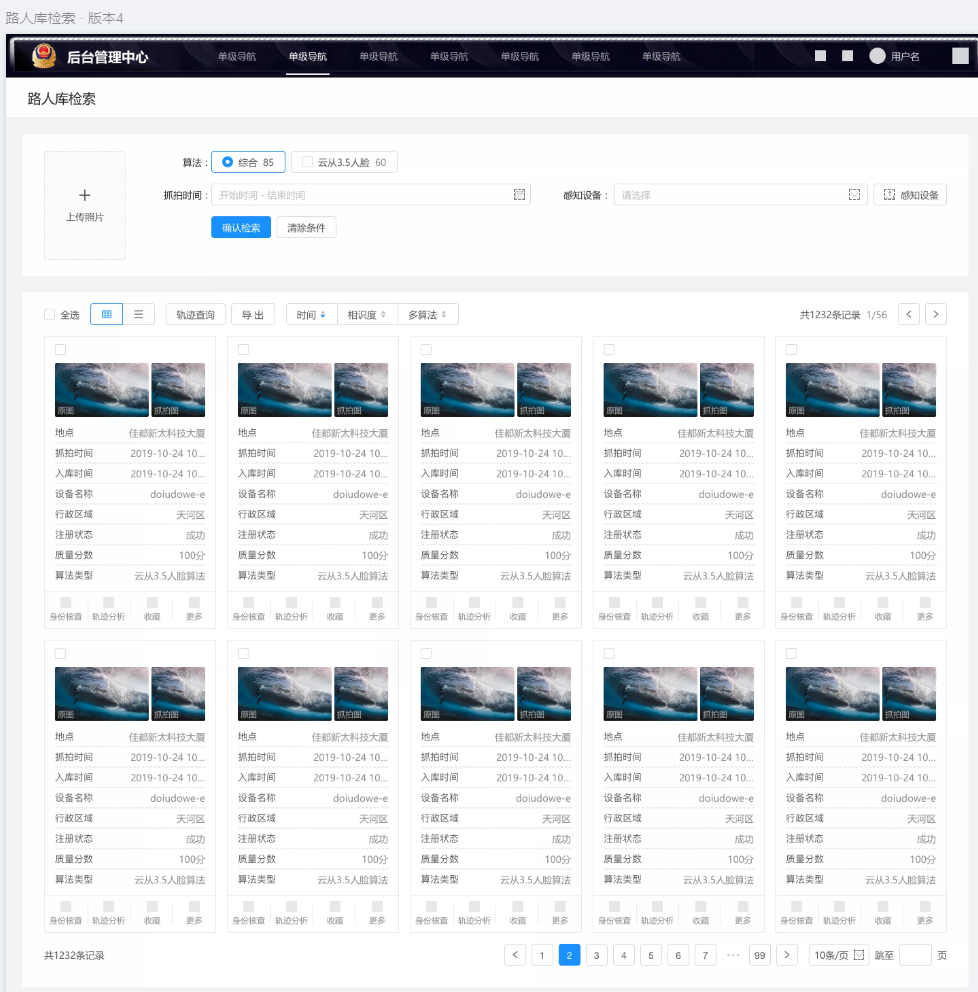 路人库检索 · 版本4
后台管理中心 单级导航 单级导航 单级导航 单级导航 单级导航 单级导航 单级导航 用户名
路人库检索
算法： 综合 85 云从3.5人脸 60
上传照片
抓拍时间： 开始时间 - 结束时间 感知设备： 请选择 感知设备
确认检索 清除条件
全选 轨迹查询 导 出 时间 相识度 多算法 共1232条记录 1/56
原图 抓拍图 原图 抓拍图 原图 抓拍图 原图 抓拍图 原图 抓拍图
地点 佳都新太科技大厦 地点 佳都新太科技大厦 地点 佳都新太科技大厦 地点 佳都新太科技大厦 地点 佳都新太科技大厦
抓拍时间 2019-10-24 10... 抓拍时间 2019-10-24 10... 抓拍时间 2019-10-24 10... 抓拍时间 2019-10-24 10... 抓拍时间 2019-10-24 10...
入库时间 2019-10-24 10... 入库时间 2019-10-24 10... 入库时间 2019-10-24 10... 入库时间 2019-10-24 10... 入库时间 2019-10-24 10...
设备名称 doiudowe-e 设备名称 doiudowe-e 设备名称 doiudowe-e 设备名称 doiudowe-e 设备名称 doiudowe-e
行政区域 天河区 行政区域 天河区 行政区域 天河区 行政区域 天河区 行政区域 天河区
注册状态 成功 注册状态 成功 注册状态 成功 注册状态 成功 注册状态 成功
质量分数 100分 质量分数 100分 质量分数 100分 质量分数 100分 质量分数 100分
算法类型 云从3.5人脸算法 算法类型 云从3.5人脸算法 算法类型 云从3.5人脸算法 算法类型 云从3.5人脸算法 算法类型 云从3.5人脸算法
身份核查 轨迹分析 收藏 更多 身份核查 轨迹分析 收藏 更多 身份核查 轨迹分析 收藏 更多 身份核查 轨迹分析 收藏 更多 身份核查 轨迹分析 收藏 更多
原图 抓拍图 原图 抓拍图 原图 抓拍图 原图 抓拍图 原图 抓拍图
地点 佳都新太科技大厦 地点 佳都新太科技大厦 地点 佳都新太科技大厦 地点 佳都新太科技大厦 地点 佳都新太科技大厦
抓拍时间 2019-10-24 10... 抓拍时间 2019-10-24 10... 抓拍时间 2019-10-24 10... 抓拍时间 2019-10-24 10... 抓拍时间 2019-10-24 10...
入库时间 2019-10-24 10... 入库时间 2019-10-24 10... 入库时间 2019-10-24 10... 入库时间 2019-10-24 10... 入库时间 2019-10-24 10...
设备名称 doiudowe-e 设备名称 doiudowe-e 设备名称 doiudowe-e 设备名称 doiudowe-e 设备名称 doiudowe-e
行政区域 天河区 行政区域 天河区 行政区域 天河区 行政区域 天河区 行政区域 天河区
注册状态 成功 注册状态 成功 注册状态 成功 注册状态 成功 注册状态 成功
质量分数 100分 质量分数 100分 质量分数 100分 质量分数 100分 质量分数 100分
算法类型 云从3.5人脸算法 算法类型 云从3.5人脸算法 算法类型 云从3.5人脸算法 算法类型 云从3.5人脸算法 算法类型 云从3.5人脸算法
身份核查 轨迹分析 收藏 更多 身份核查 轨迹分析 收藏 更多 身份核查 轨迹分析 收藏 更多 身份核查 轨迹分析 收藏 更多 身份核查 轨迹分析 收藏 更多
共1232条记录 < 1 2 3 4 5 6 7 ··· 99 > 10条/页 跳至 页